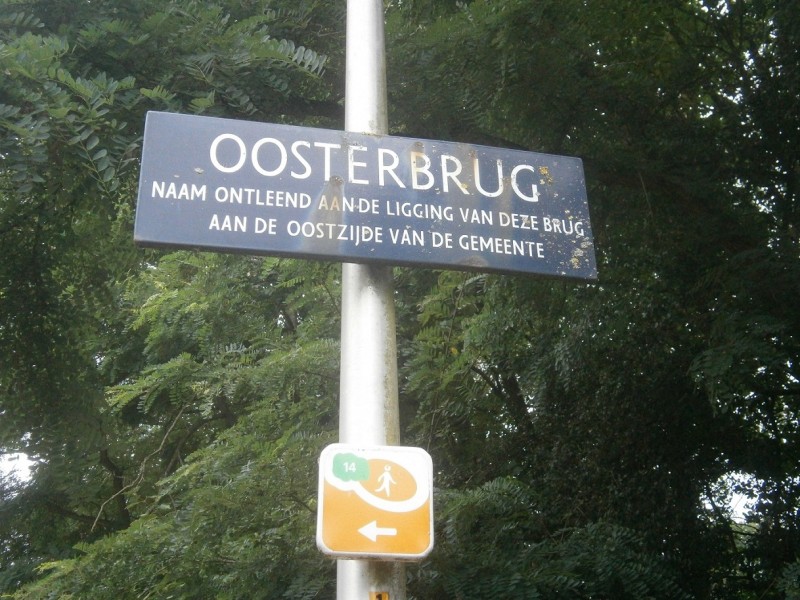 OOSTERBRUG
NAAM ONTLEEND AAN DE LIGGING VAN DEZE BRUG
AAN DE OOSTZIJDE VAN DE GEMEENTE
14